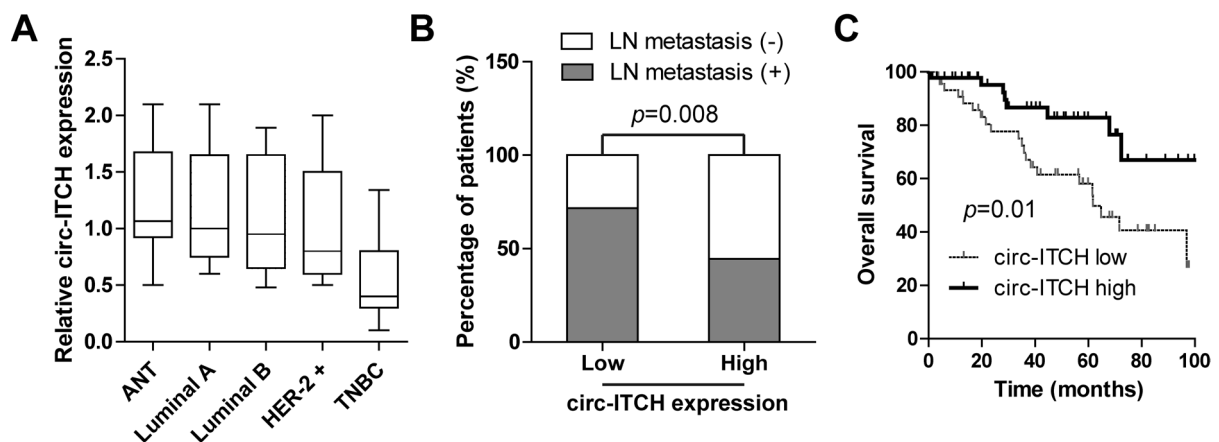 A
Relative circ-ITCH expression
2.5
2.0
1.5
1.0
0.5
0.0
ANT
Luminal A
Luminal B
HER-2 +
TNBC
B
LN metastasis (-)
LN metastasis (+)
Percentage of patients (%)
150
100
50
0
p=0.008
Low
High
circ-ITCH expression
C
Overall survival
100
80
60
40
20
0
p=0.01
circ-ITCH low
circ-ITCH high
0
20
40
60
80
100
Time (months)